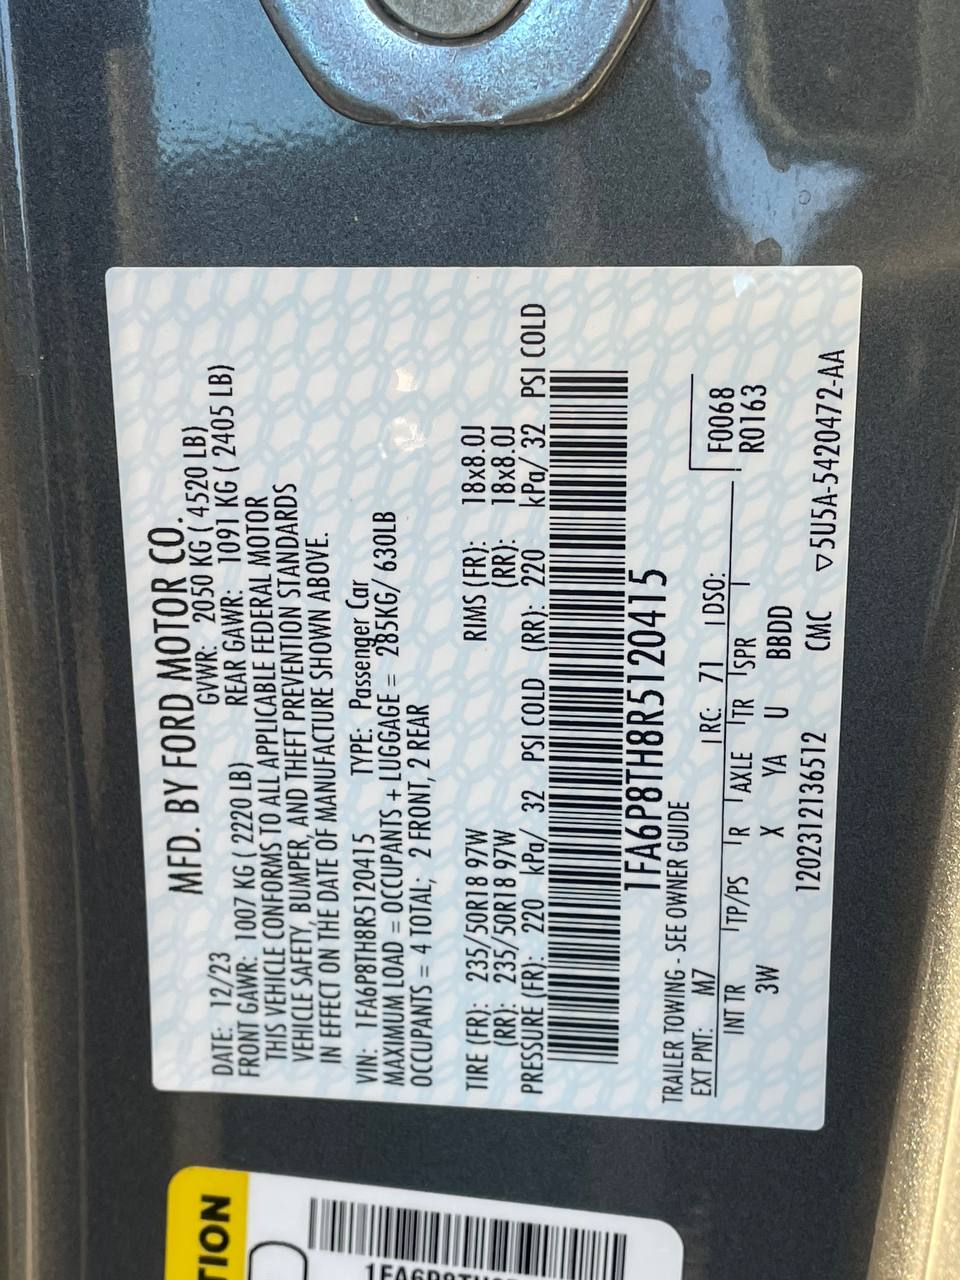 MFD. BY FORD MOTOR CO.
DATE: 12/23 GVWR: 2050 KG ( 4520 LB)
FRONT GAWR: 1007 KG ( 2220 LB) REAR GAWR: 1091 KG ( 2405 LB)
THIS VEHICLE CONFORMS TO ALL APPLICABLE FEDERAL MOTOR
VEHICLE SAFETY, BUMPER, AND THEFT PREVENTION STANDARDS
IN EFFECT ON THE DATE OF MANUFACTURE SHOWN ABOVE.
VIN: 1FA6P8TH8R5120415 TYPE: Passenger Car
MAXIMUM LOAD = OCCUPANTS + LUGGAGE = 285KG/ 630LB
OCCUPANTS = 4 TOTAL; 2 FRONT, 2 REAR
TIRE (FR): 235/50R18 97W RIMS (FR): 18x8.0J
(RR): 235/50R18 97W (RR): 18x8.0J
PRESSURE (FR): 220 kPa/ 32 PSI COLD (RR): 220 kPa/ 32 PSI COLD
1FA6P8TH8R5120415
TRAILER TOWING - SEE OWNER GUIDE
EXT PNT: M7 RC: 71 DSO: F0068
INT TR TP/PS R AXLE TR SPR R0163
3W X YA U BBDD
1202312136512 CMC ▽5U5A-5420472-AA
TION